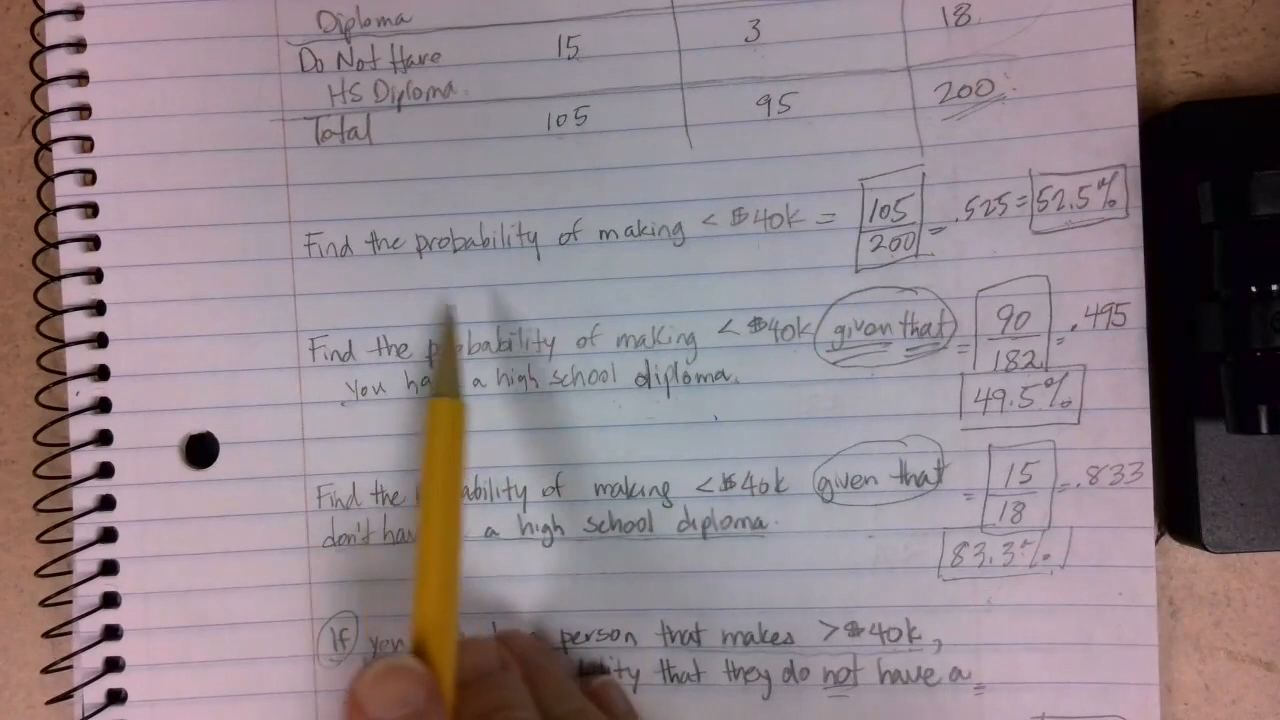 Diploma
15 3 18
Do Not Have
HS Diploma
Total 105 95 200
Find the probability of making < $40k = 105/200 = .525 = 52.5%
Find the probability of making < $40k given that = 90/182 = .495
you a high school diploma.
49.5%
Find the of making < $40k given that = 15/18 = .833
don't a high school diploma.
83.3%
If person that makes > $40k,
that they do not have a